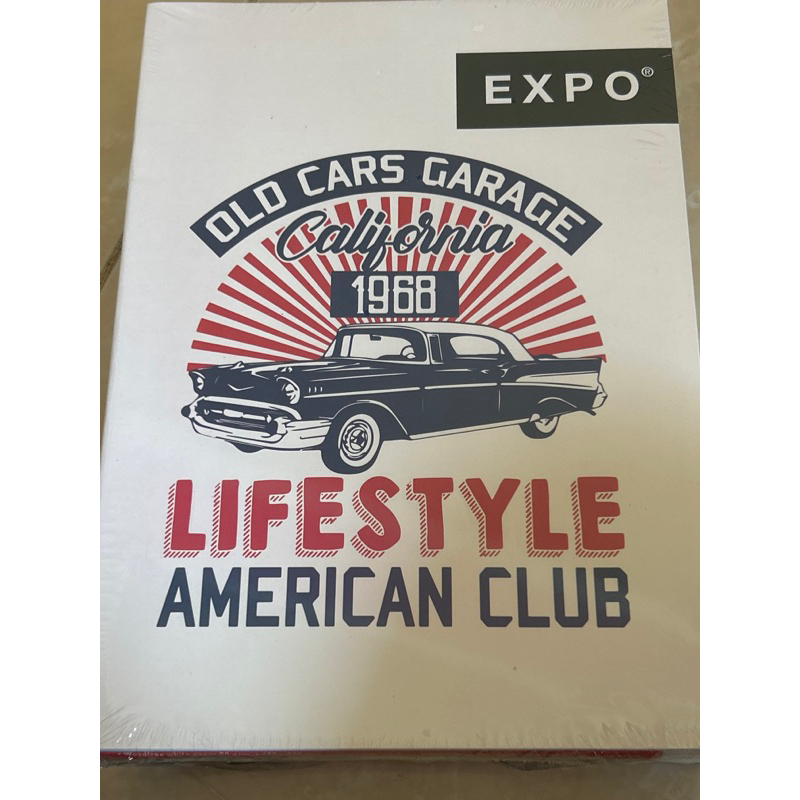 EXPO®
OLD CARS GARAGE
California
1968
LIFESTYLE
AMERICAN CLUB